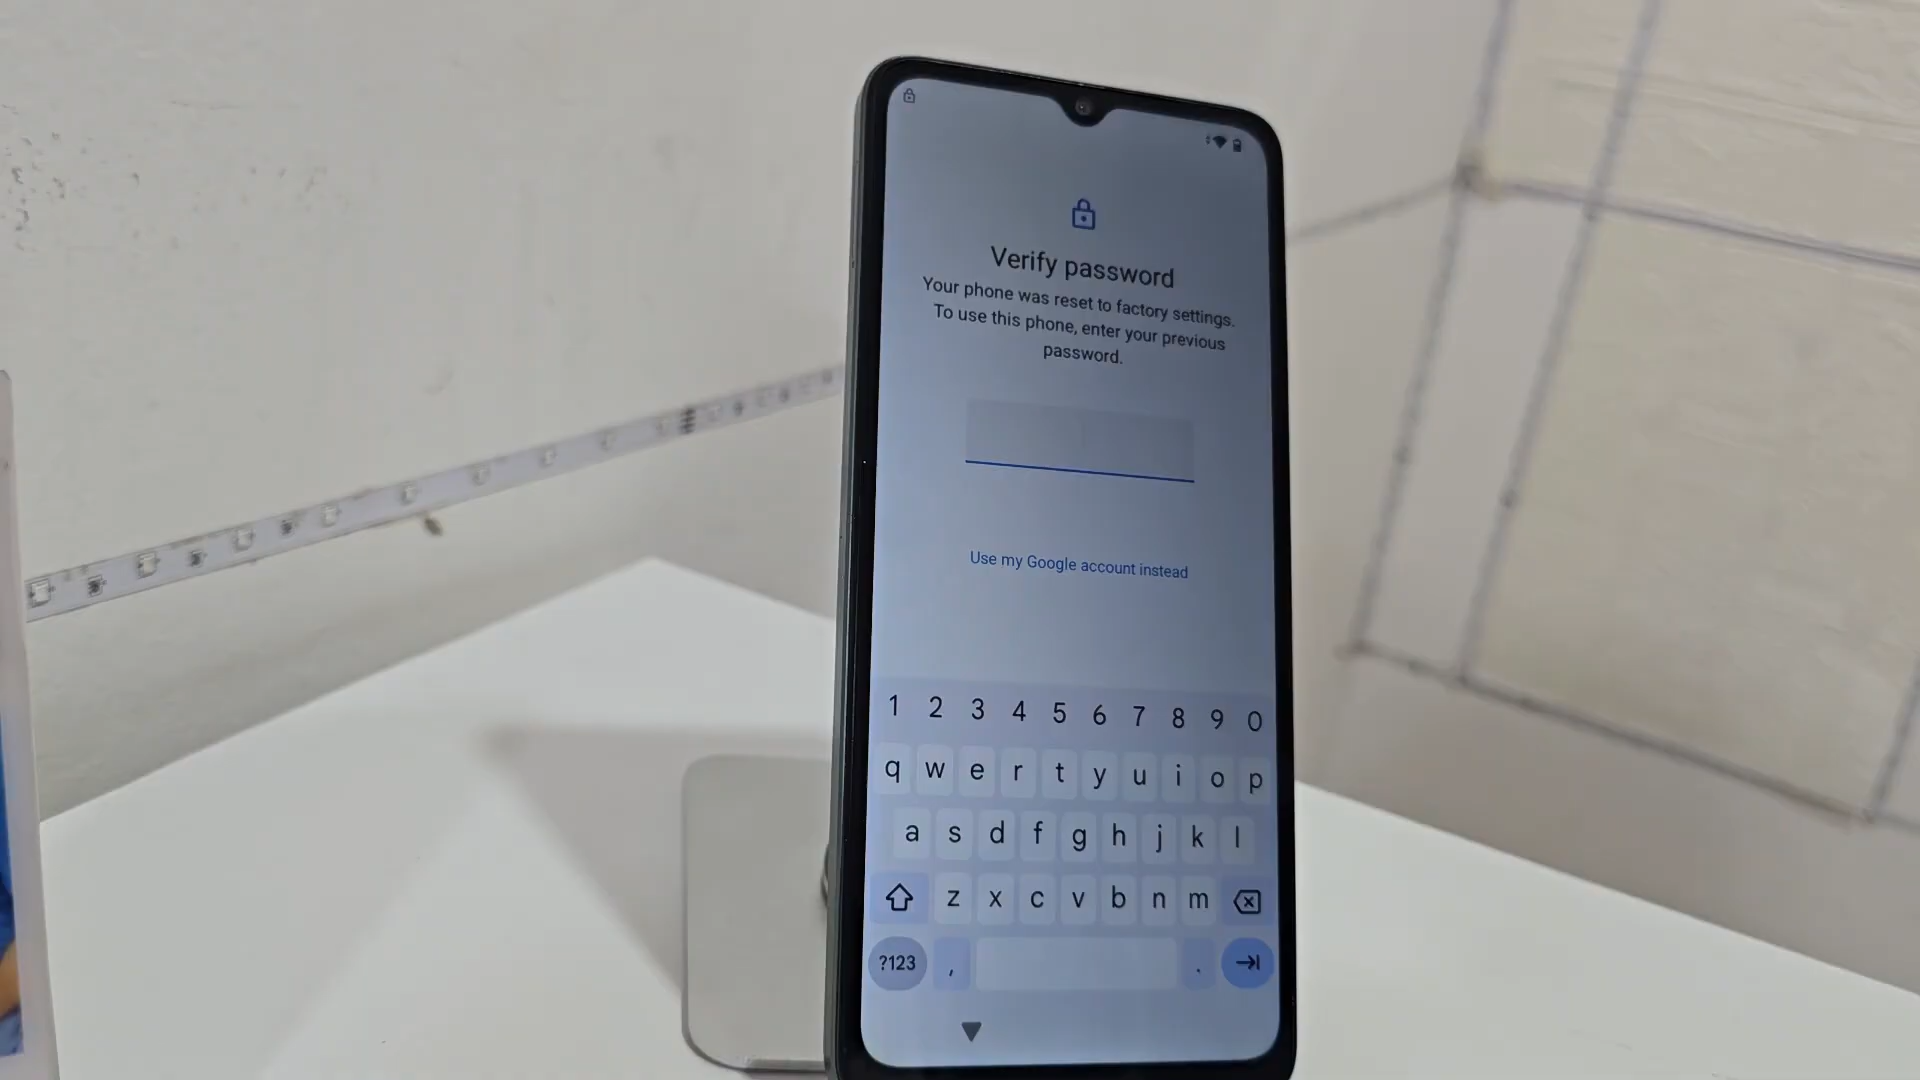 Verify password
Your phone was reset to factory settings.
To use this phone, enter your previous
password.
Use my Google account instead
1 2 3 4 5 6 7 8 9 0
q w e r t y u i o p
a s d f g h j k l
z x c v b n m
?123 , .